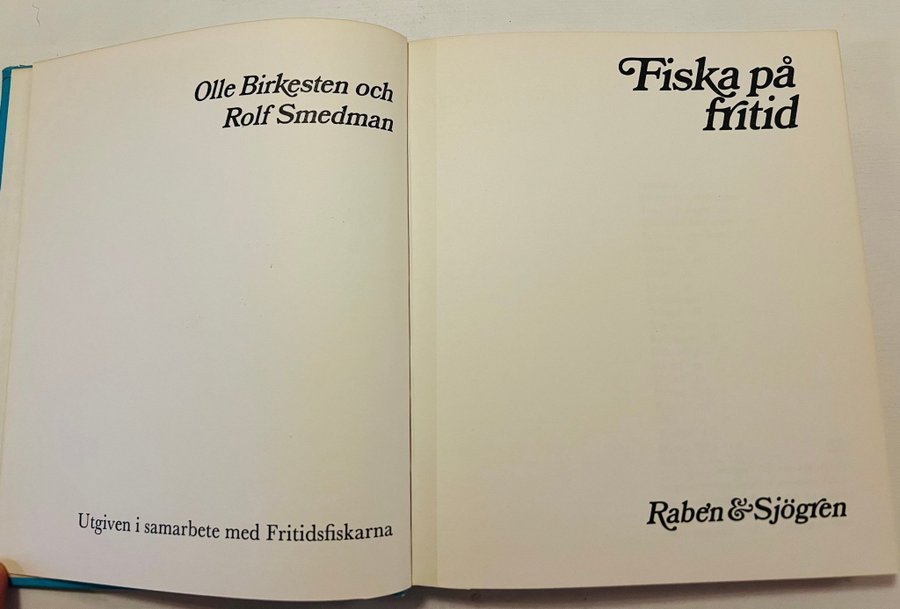 Olle Birkesten och
Rolf Smedman
Utgiven i samarbete med Fritidsfiskarna
Fiska på
fritid
Rabén & Sjögren